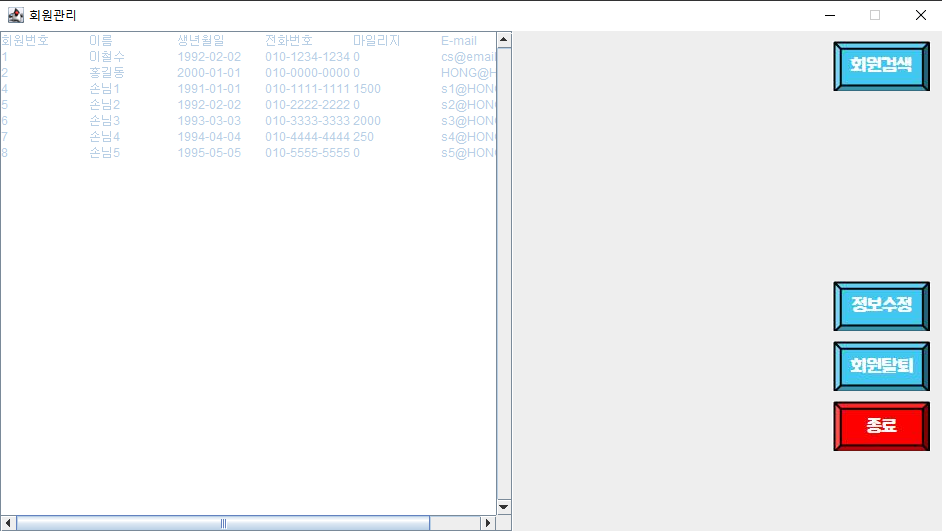 회원관리
회원번호 이름 생년월일 전화번호 마일리지 E-mail
1 이철수 1992-02-02 010-1234-1234 0 cs@email
2 홍길동 2000-01-01 010-0000-0000 0 HONG@H
4 손님1 1991-01-01 010-1111-1111 1500 s1@HONG
5 손님2 1992-02-02 010-2222-2222 0 s2@HONG
6 손님3 1993-03-03 010-3333-3333 2000 s3@HONG
7 손님4 1994-04-04 010-4444-4444 250 s4@HONG
8 손님5 1995-05-05 010-5555-5555 0 s5@HONG
회원검색
정보수정
회원탈퇴
종료